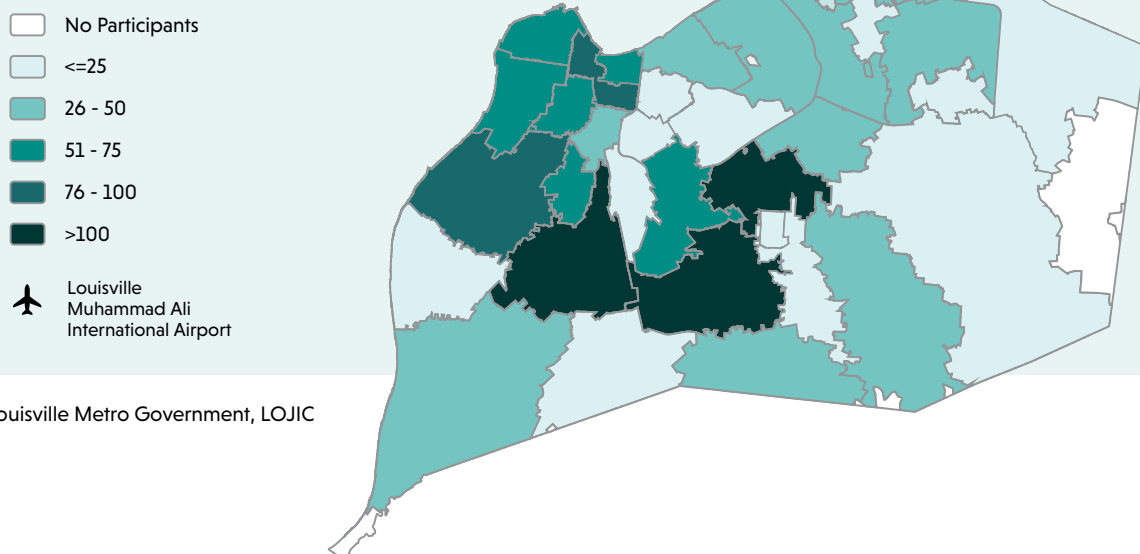 No Participants
<=25
26 - 50
51 - 75
76 - 100
>100
Louisville
Muhammad Ali
International Airport
ouisville Metro Government, LOJIC